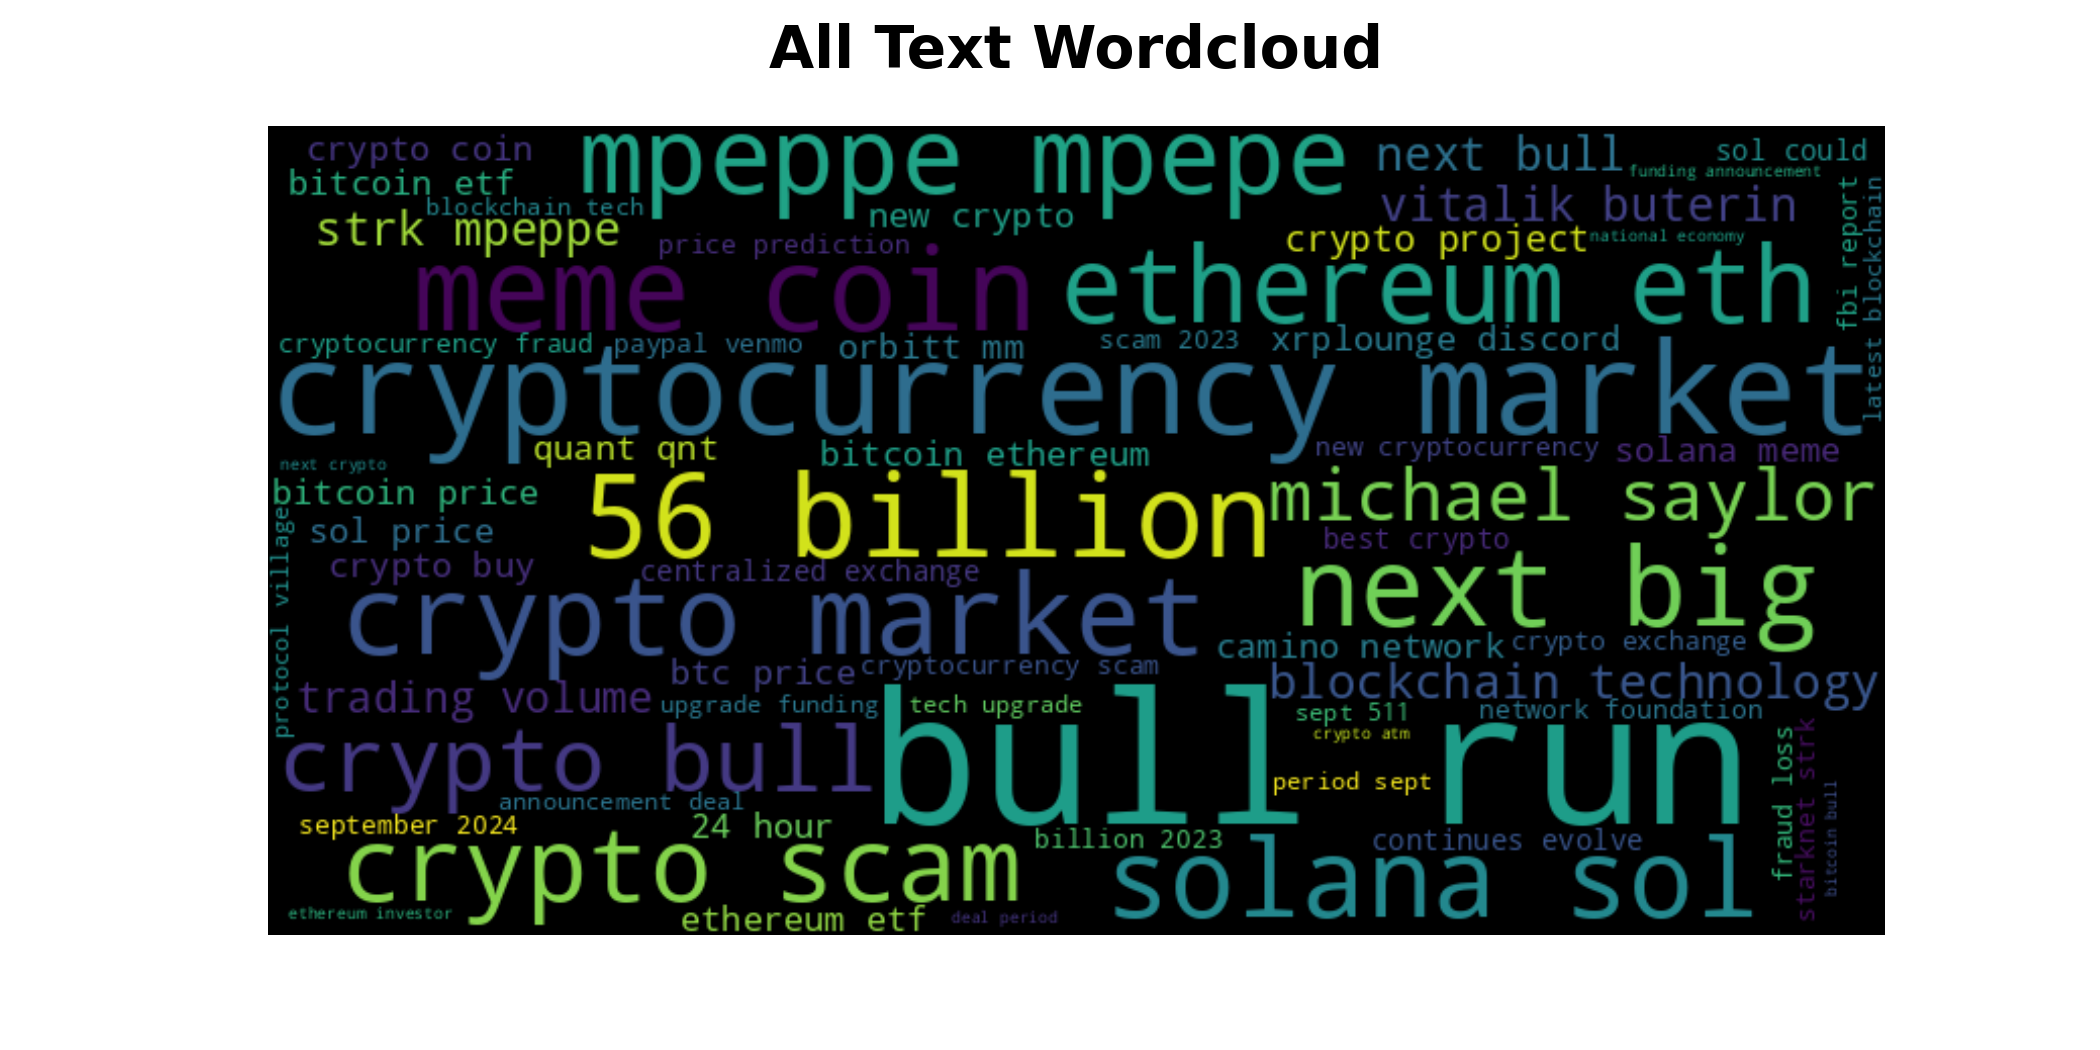 All Text Wordcloud
crypto coin
mpeppe mpepe
next bull
sol could
funding announcement
bitcoin etf
blockchain tech
strk mpeppe
new crypto
vitalik buterin
price prediction
crypto project
national economy
fbi report
latest blockchain
meme coin
ethereum eth
cryptocurrency fraud
paypal venmo
orbitt mm
scam 2023
xrplounge discord
cryptocurrency market
quant qnt
bitcoin ethereum
new cryptocurrency
solana meme
next crypto
bitcoin price
56 billion
michael saylor
sol price
best crypto
protocol village
crypto buy
centralized exchange
next big
crypto market
camino network
crypto exchange
btc price
cryptocurrency scam
blockchain technology
trading volume
upgrade funding
tech upgrade
sept 511
network foundation
crypto atm
crypto bull
bull run
period sept
fraud loss
starknet strk
bitcoin bull
announcement deal
september 2024
24 hour
billion 2023
continues evolve
crypto scam
solana sol
ethereum investor
ethereum etf
deal period